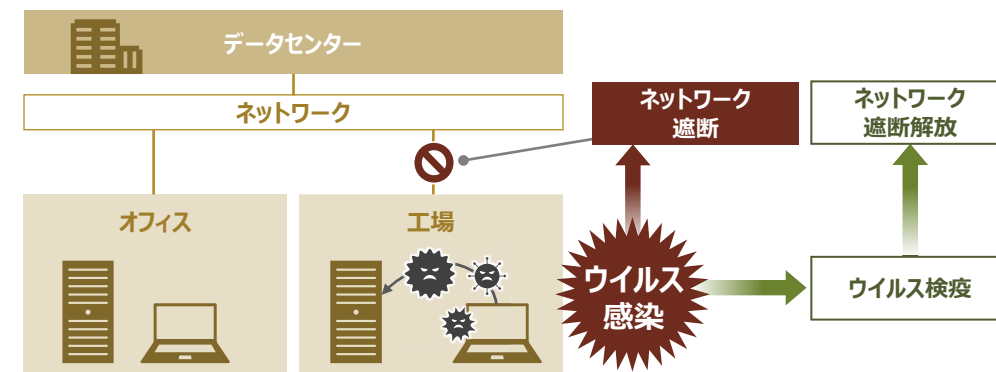 データセンター
ネットワーク
ネットワーク
遮断
ネットワーク
遮断解放
オフィス
工場
ウイルス
感染
ウイルス検疫